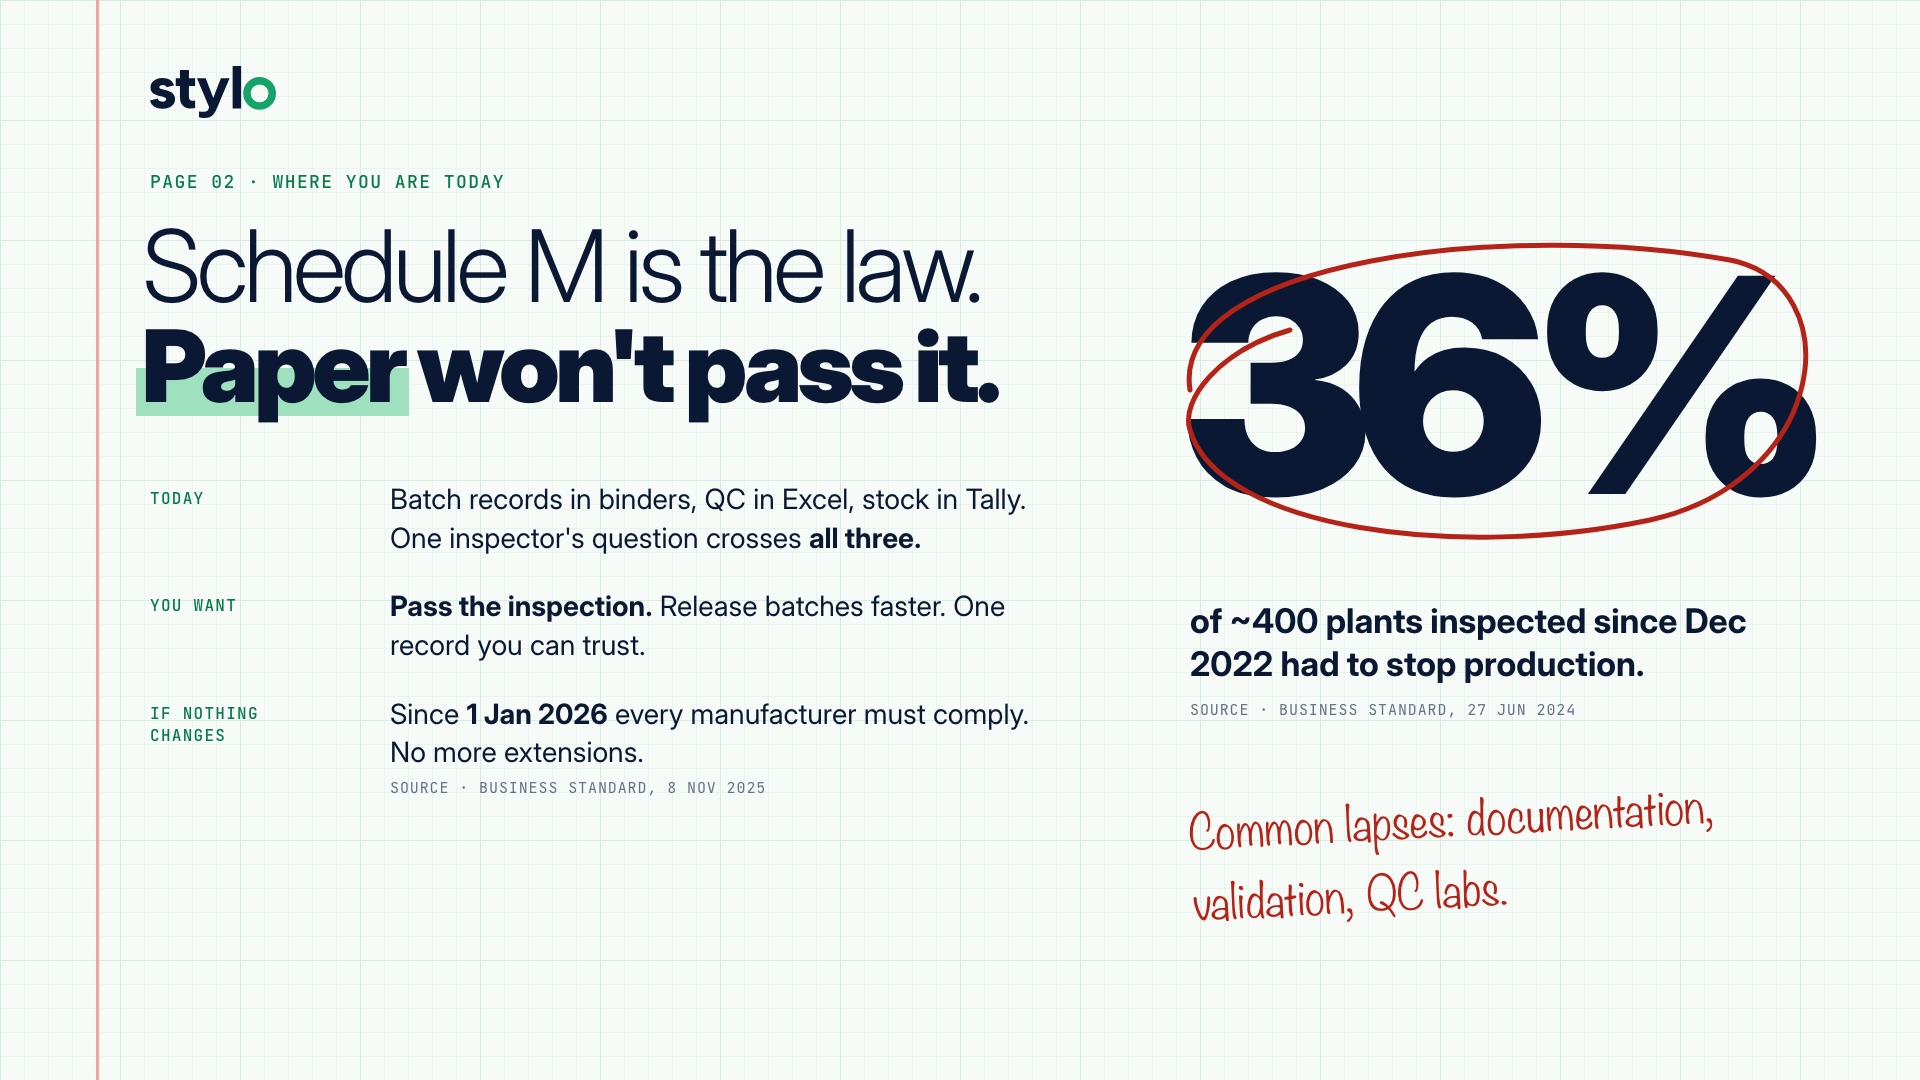 stylo
PAGE 02 · WHERE YOU ARE TODAY
Schedule M is the law.
Paper won't pass it.
TODAY
Batch records in binders, QC in Excel, stock in Tally.
One inspector's question crosses all three.
YOU WANT
Pass the inspection. Release batches faster. One
record you can trust.
IF NOTHING
CHANGES
Since 1 Jan 2026 every manufacturer must comply.
No more extensions.
SOURCE · BUSINESS STANDARD, 8 NOV 2025
36%
of ~400 plants inspected since Dec
2022 had to stop production.
SOURCE · BUSINESS STANDARD, 27 JUN 2024
Common lapses: documentation,
validation, QC labs.